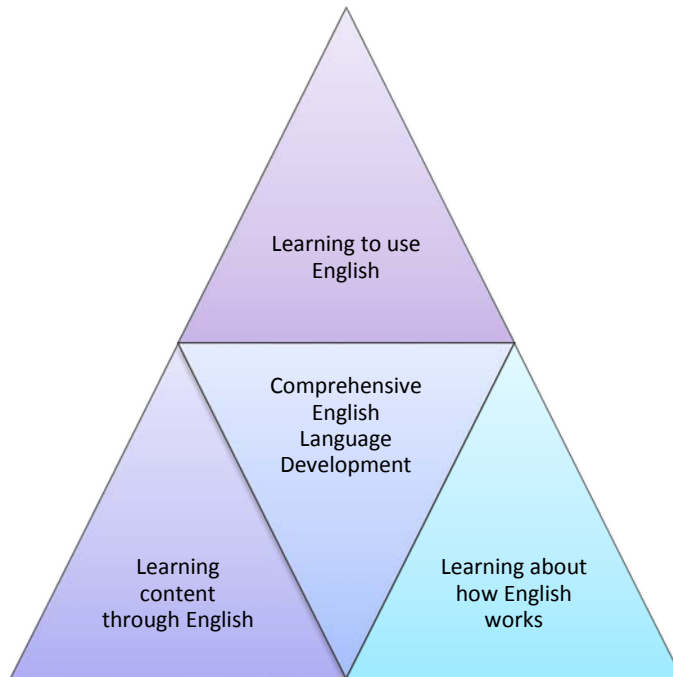 Learning to use
English
Comprehensive
English
Language
Development
Learning
content
through English
Learning about
how English
works